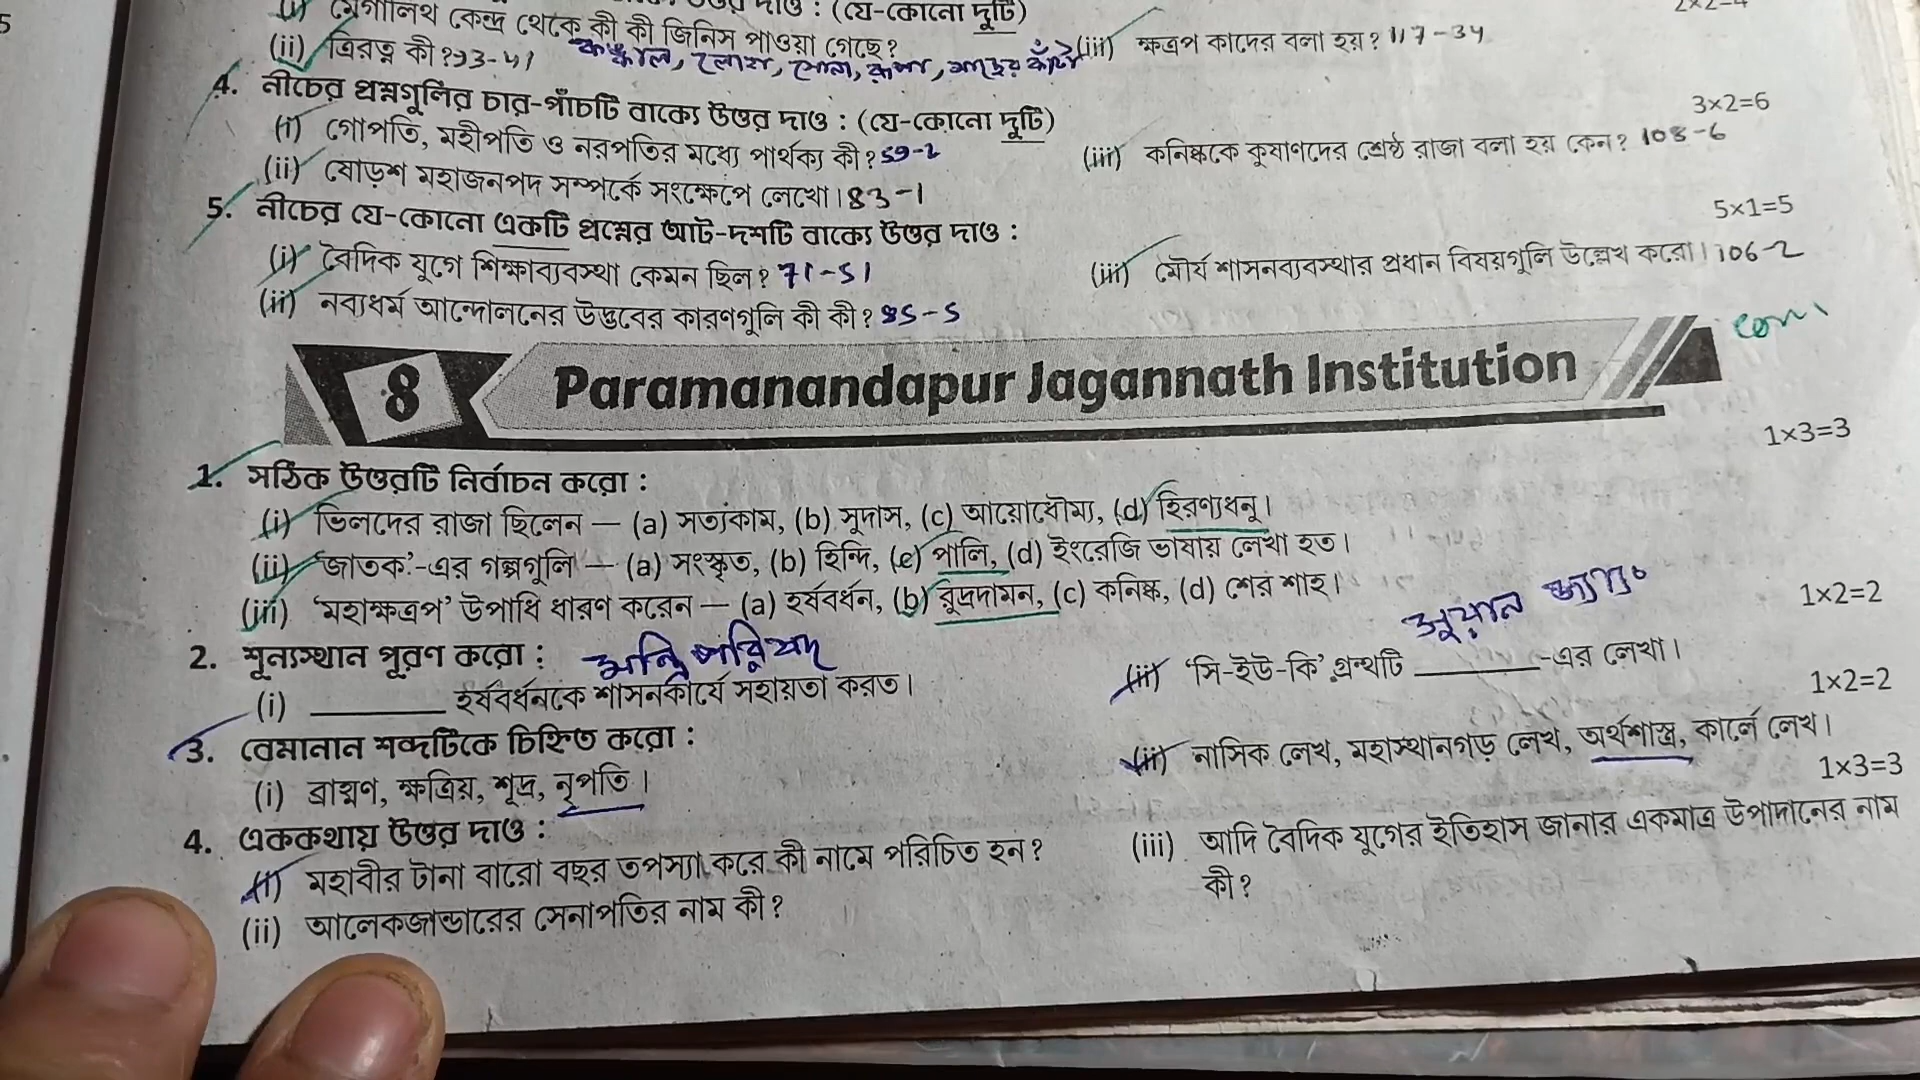 (i) মেগালিথ কেন্দ্র থেকে কী কী জিনিস পাওয়া গেছে?
দাও : (যে-কোনো দুটি)
2×2=4
(ii) ত্রিরত্ন কী? 93-41
কঙ্কাল, লোহা, সোনা, রুপা, মাছের কাঁটা
(iii) ক্ষত্রপ কাদের বলা হয়? 117-34
4. নীচের প্রশ্নগুলির চার-পাঁচটি বাক্যে উত্তর দাও : (যে-কোনো দুটি)
3×2=6
(i) গোপতি, মহীপতি ও নরপতির মধ্যে পার্থক্য কী? 59-2
(iii) কনিষ্ককে কুষাণদের শ্রেষ্ঠ রাজা বলা হয় কেন? 108-6
(ii) ষোড়শ মহাজনপদ সম্পর্কে সংক্ষেপে লেখো। 83-1
5. নীচের যে-কোনো একটি প্রশ্নের আট-দশটি বাক্যে উত্তর দাও :
5×1=5
(i) বৈদিক যুগে শিক্ষাব্যবস্থা কেমন ছিল? 71-51
(iii) মৌর্য শাসনব্যবস্থার প্রধান বিষয়গুলি উল্লেখ করো। 106-2
(ii) নব্যধর্ম আন্দোলনের উদ্ভবের কারণগুলি কী কী? 85-5
com
8 Paramanandapur Jagannath Institution
1. সঠিক উত্তরটি নির্বাচন করো :
1×3=3
(i) ভিলদের রাজা ছিলেন — (a) সত্যকাম, (b) সুদাস, (c) আয়োধৌম্য, (d) হিরণ্যধনু।
(ii) 'জাতক'-এর গল্পগুলি — (a) সংস্কৃত, (b) হিন্দি, (c) পালি, (d) ইংরেজি ভাষায় লেখা হত।
(iii) 'মহাক্ষত্রপ' উপাধি ধারণ করেন — (a) হর্ষবর্ধন, (b) রুদ্রদামন, (c) কনিষ্ক, (d) শের শাহ।
2. শূন্যস্থান পূরণ করো :
1×2=2
মন্ত্রিপরিষদ
সুয়ান জ্যাং
(i) ________ হর্ষবর্ধনকে শাসনকার্যে সহায়তা করত।
(ii) 'সি-ইউ-কি' গ্রন্থটি ________-এর লেখা।
3. বেমানান শব্দটিকে চিহ্নিত করো :
1×2=2
(i) ব্রাহ্মণ, ক্ষত্রিয়, শূদ্র, নৃপতি।
(ii) নাসিক লেখ, মহাস্থানগড় লেখ, অর্থশাস্ত্র, কার্লে লেখ।
4. এককথায় উত্তর দাও :
1×3=3
(i) মহাবীর টানা বারো বছর তপস্যা করে কী নামে পরিচিত হন?
(iii) আদি বৈদিক যুগের ইতিহাস জানার একমাত্র উপাদানের নাম
কী?
(ii) আলেকজান্ডারের সেনাপতির নাম কী?